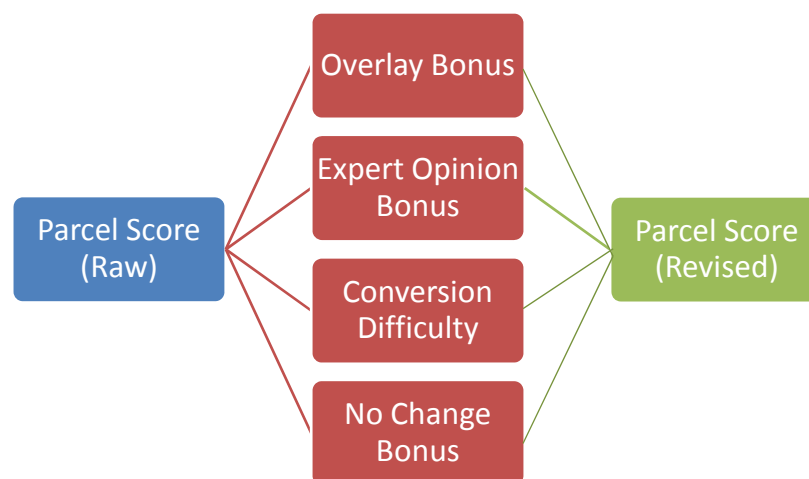 Overlay Bonus
Expert Opinion
Bonus
Parcel Score
(Raw)
Parcel Score
(Revised)
Conversion
Difficulty
No Change
Bonus